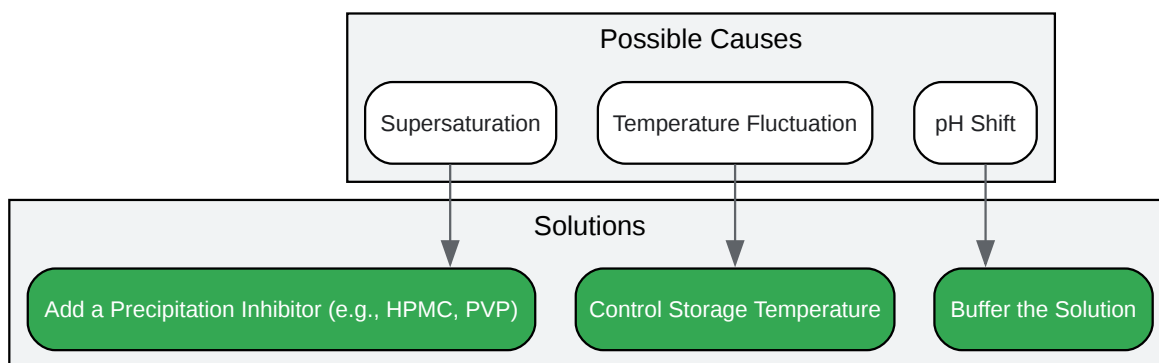 Possible Causes
Supersaturation
Temperature Fluctuation
pH Shift
Solutions
Add a Precipitation Inhibitor (e.g., HPMC, PVP)
Control Storage Temperature
Buffer the Solution